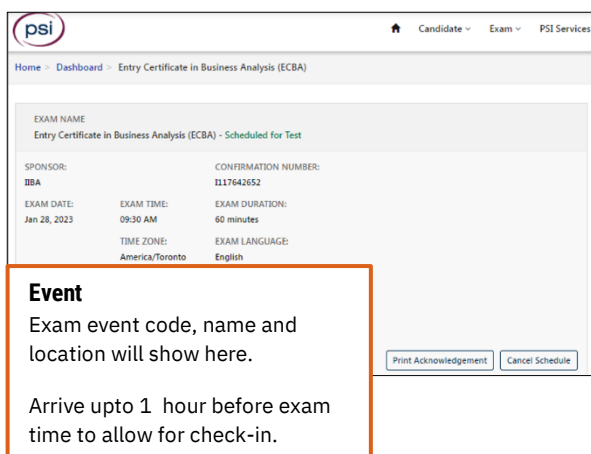 psi
Candidate Exam PSI Services
Home > Dashboard > Entry Certificate in Business Analysis (ECBA)
EXAM NAME
Entry Certificate in Business Analysis (ECBA) - Scheduled for Test
SPONSOR: CONFIRMATION NUMBER:
IIBA I117642652
EXAM DATE: EXAM TIME: EXAM DURATION:
Jan 28, 2023 09:30 AM 60 minutes
TIME ZONE: EXAM LANGUAGE:
America/Toronto English
Event
Exam event code, name and
location will show here.
Print Acknowledgement Cancel Schedule
Arrive upto 1 hour before exam
time to allow for check-in.